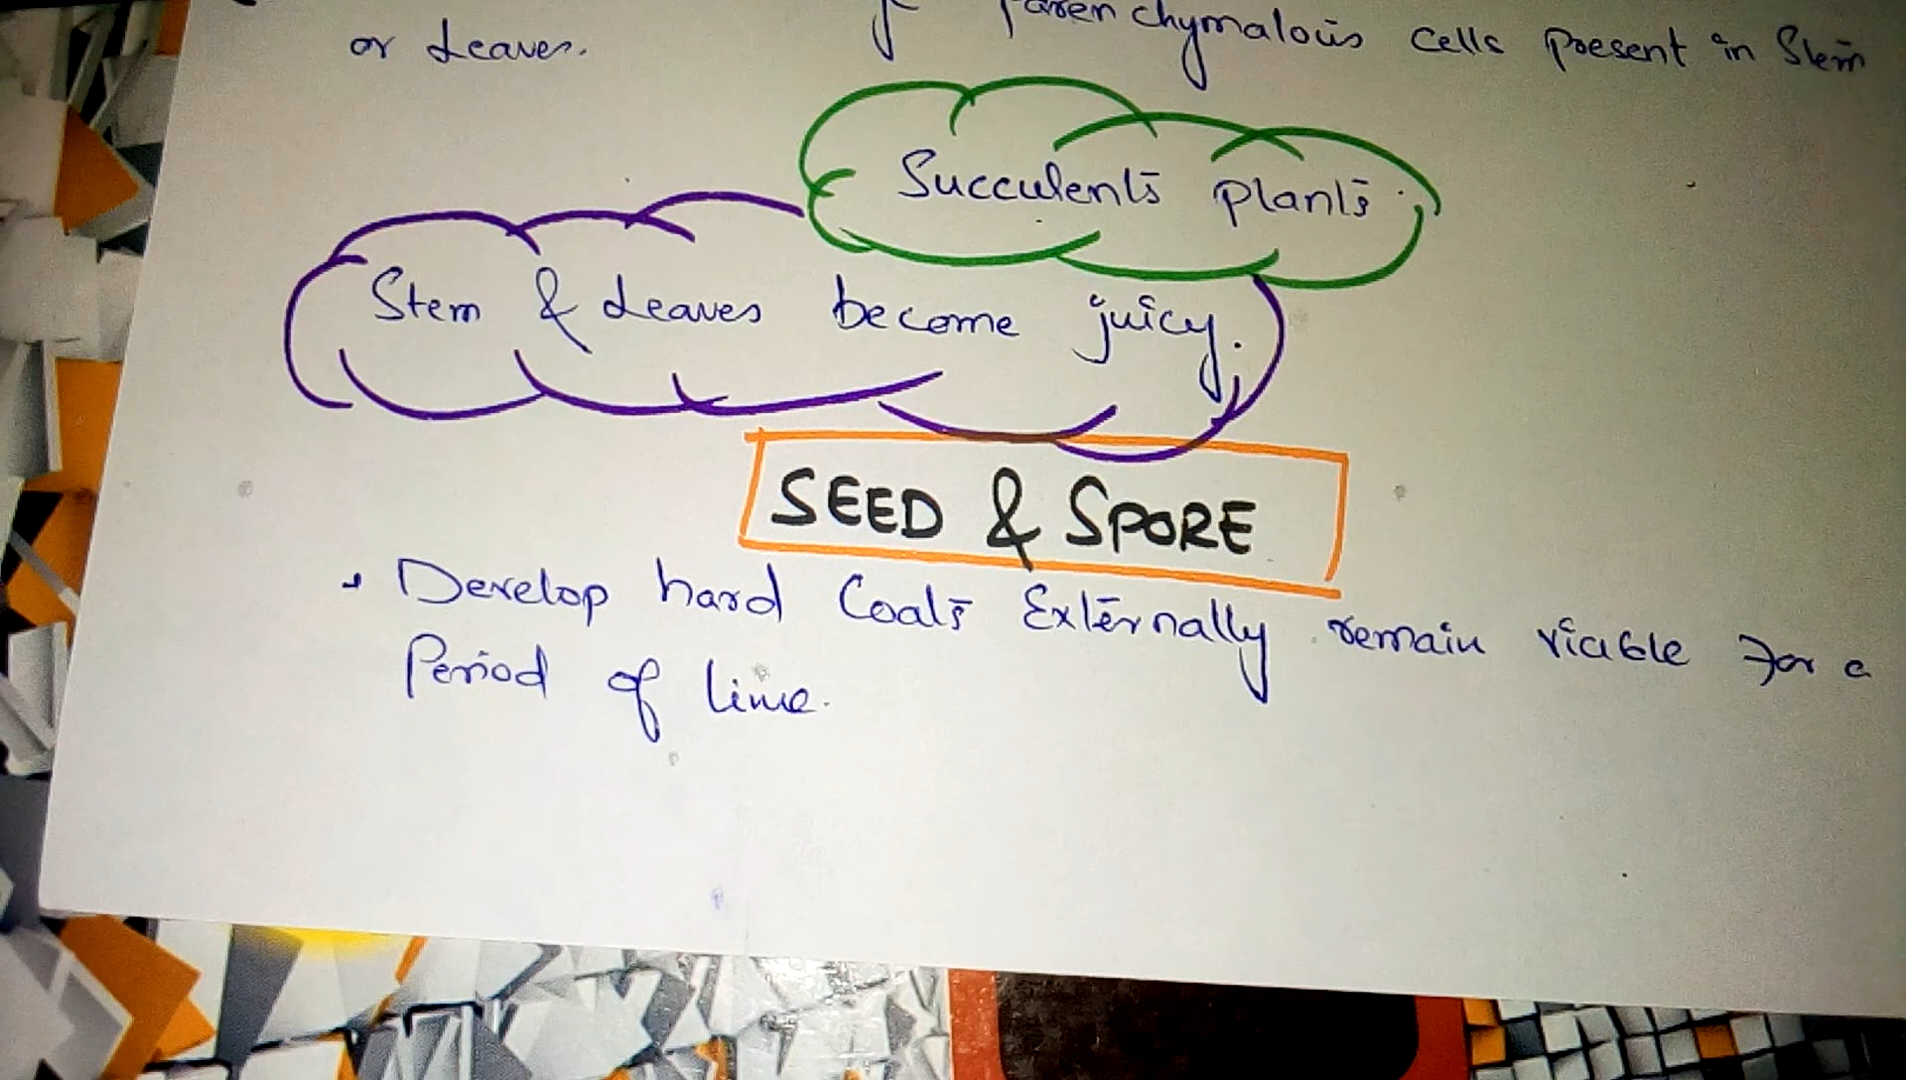 Parenchymatous cells present in Stem
or Leaves.
Succulents plants.
Stem & Leaves become juicy.
SEED & SPORE
Develop hard Coats Externally remain viable for a
Period of time.